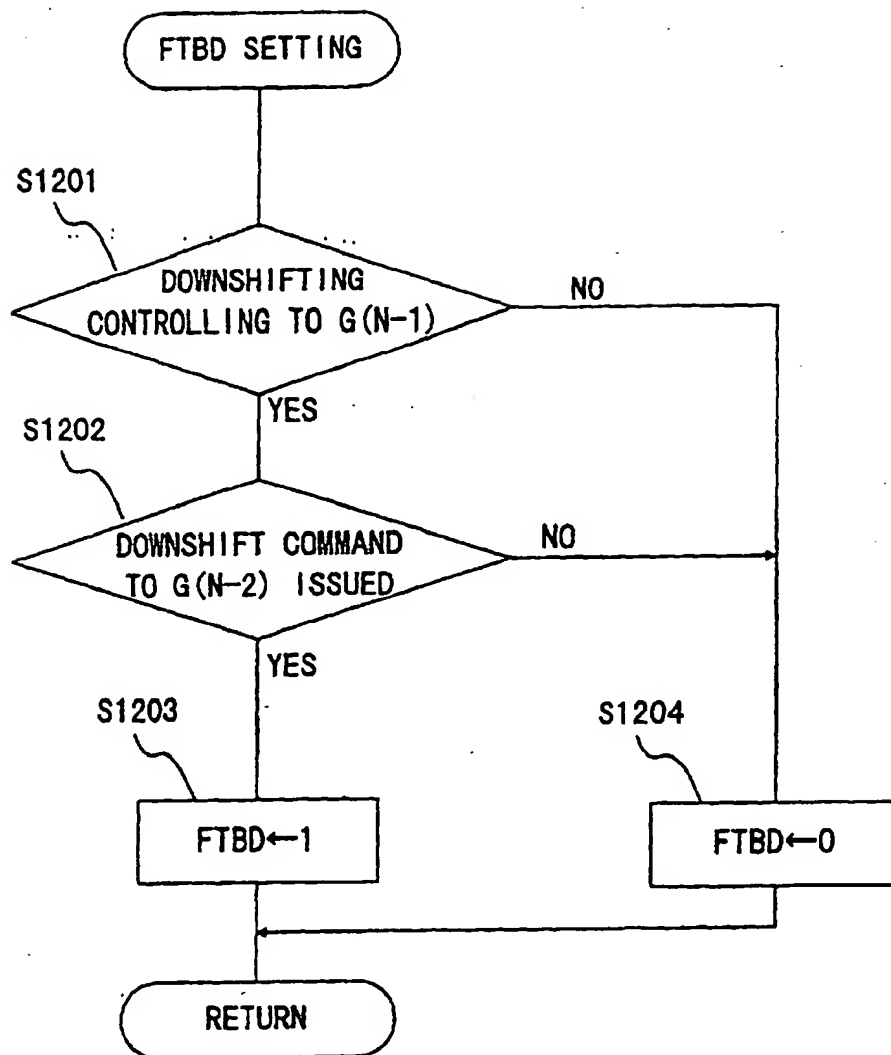 FTBD SETTING
S1201
DOWNSHIFTING
CONTROLLING TO G(N-1)
NO
YES
S1202
DOWNSHIFT COMMAND
TO G(N-2) ISSUED
NO
YES
S1203
S1204
FTBD←1
FTBD←0
RETURN